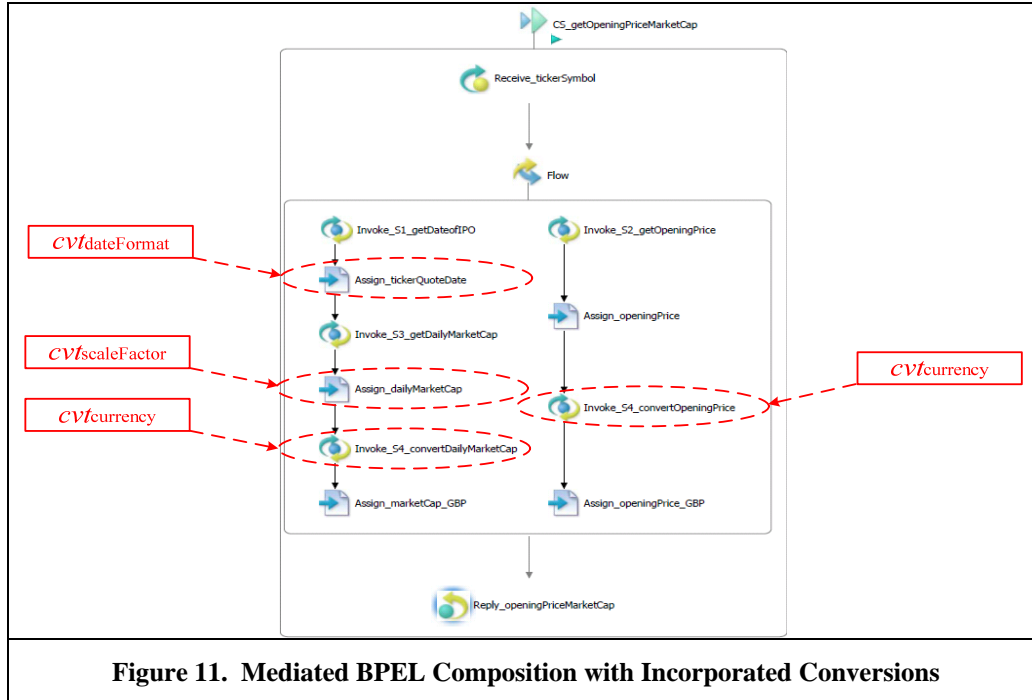 CS_getOpeningPriceMarketCap
Receive_tickerSymbol
Flow
cvtdateFormat
Invoke_S1_getDateofIPO
Invoke_S2_getOpeningPrice
Assign_tickerQuoteDate
Assign_openingPrice
Invoke_S3_getDailyMarketCap
cvtscaleFactor
Assign_dailyMarketCap
cvtcurrency
Invoke_S4_convertOpeningPrice
cvtcurrency
Invoke_S4_convertDailyMarketCap
Assign_marketCap_GBP
Assign_openingPrice_GBP
Reply_openingPriceMarketCap
Figure 11. Mediated BPEL Composition with Incorporated Conversions